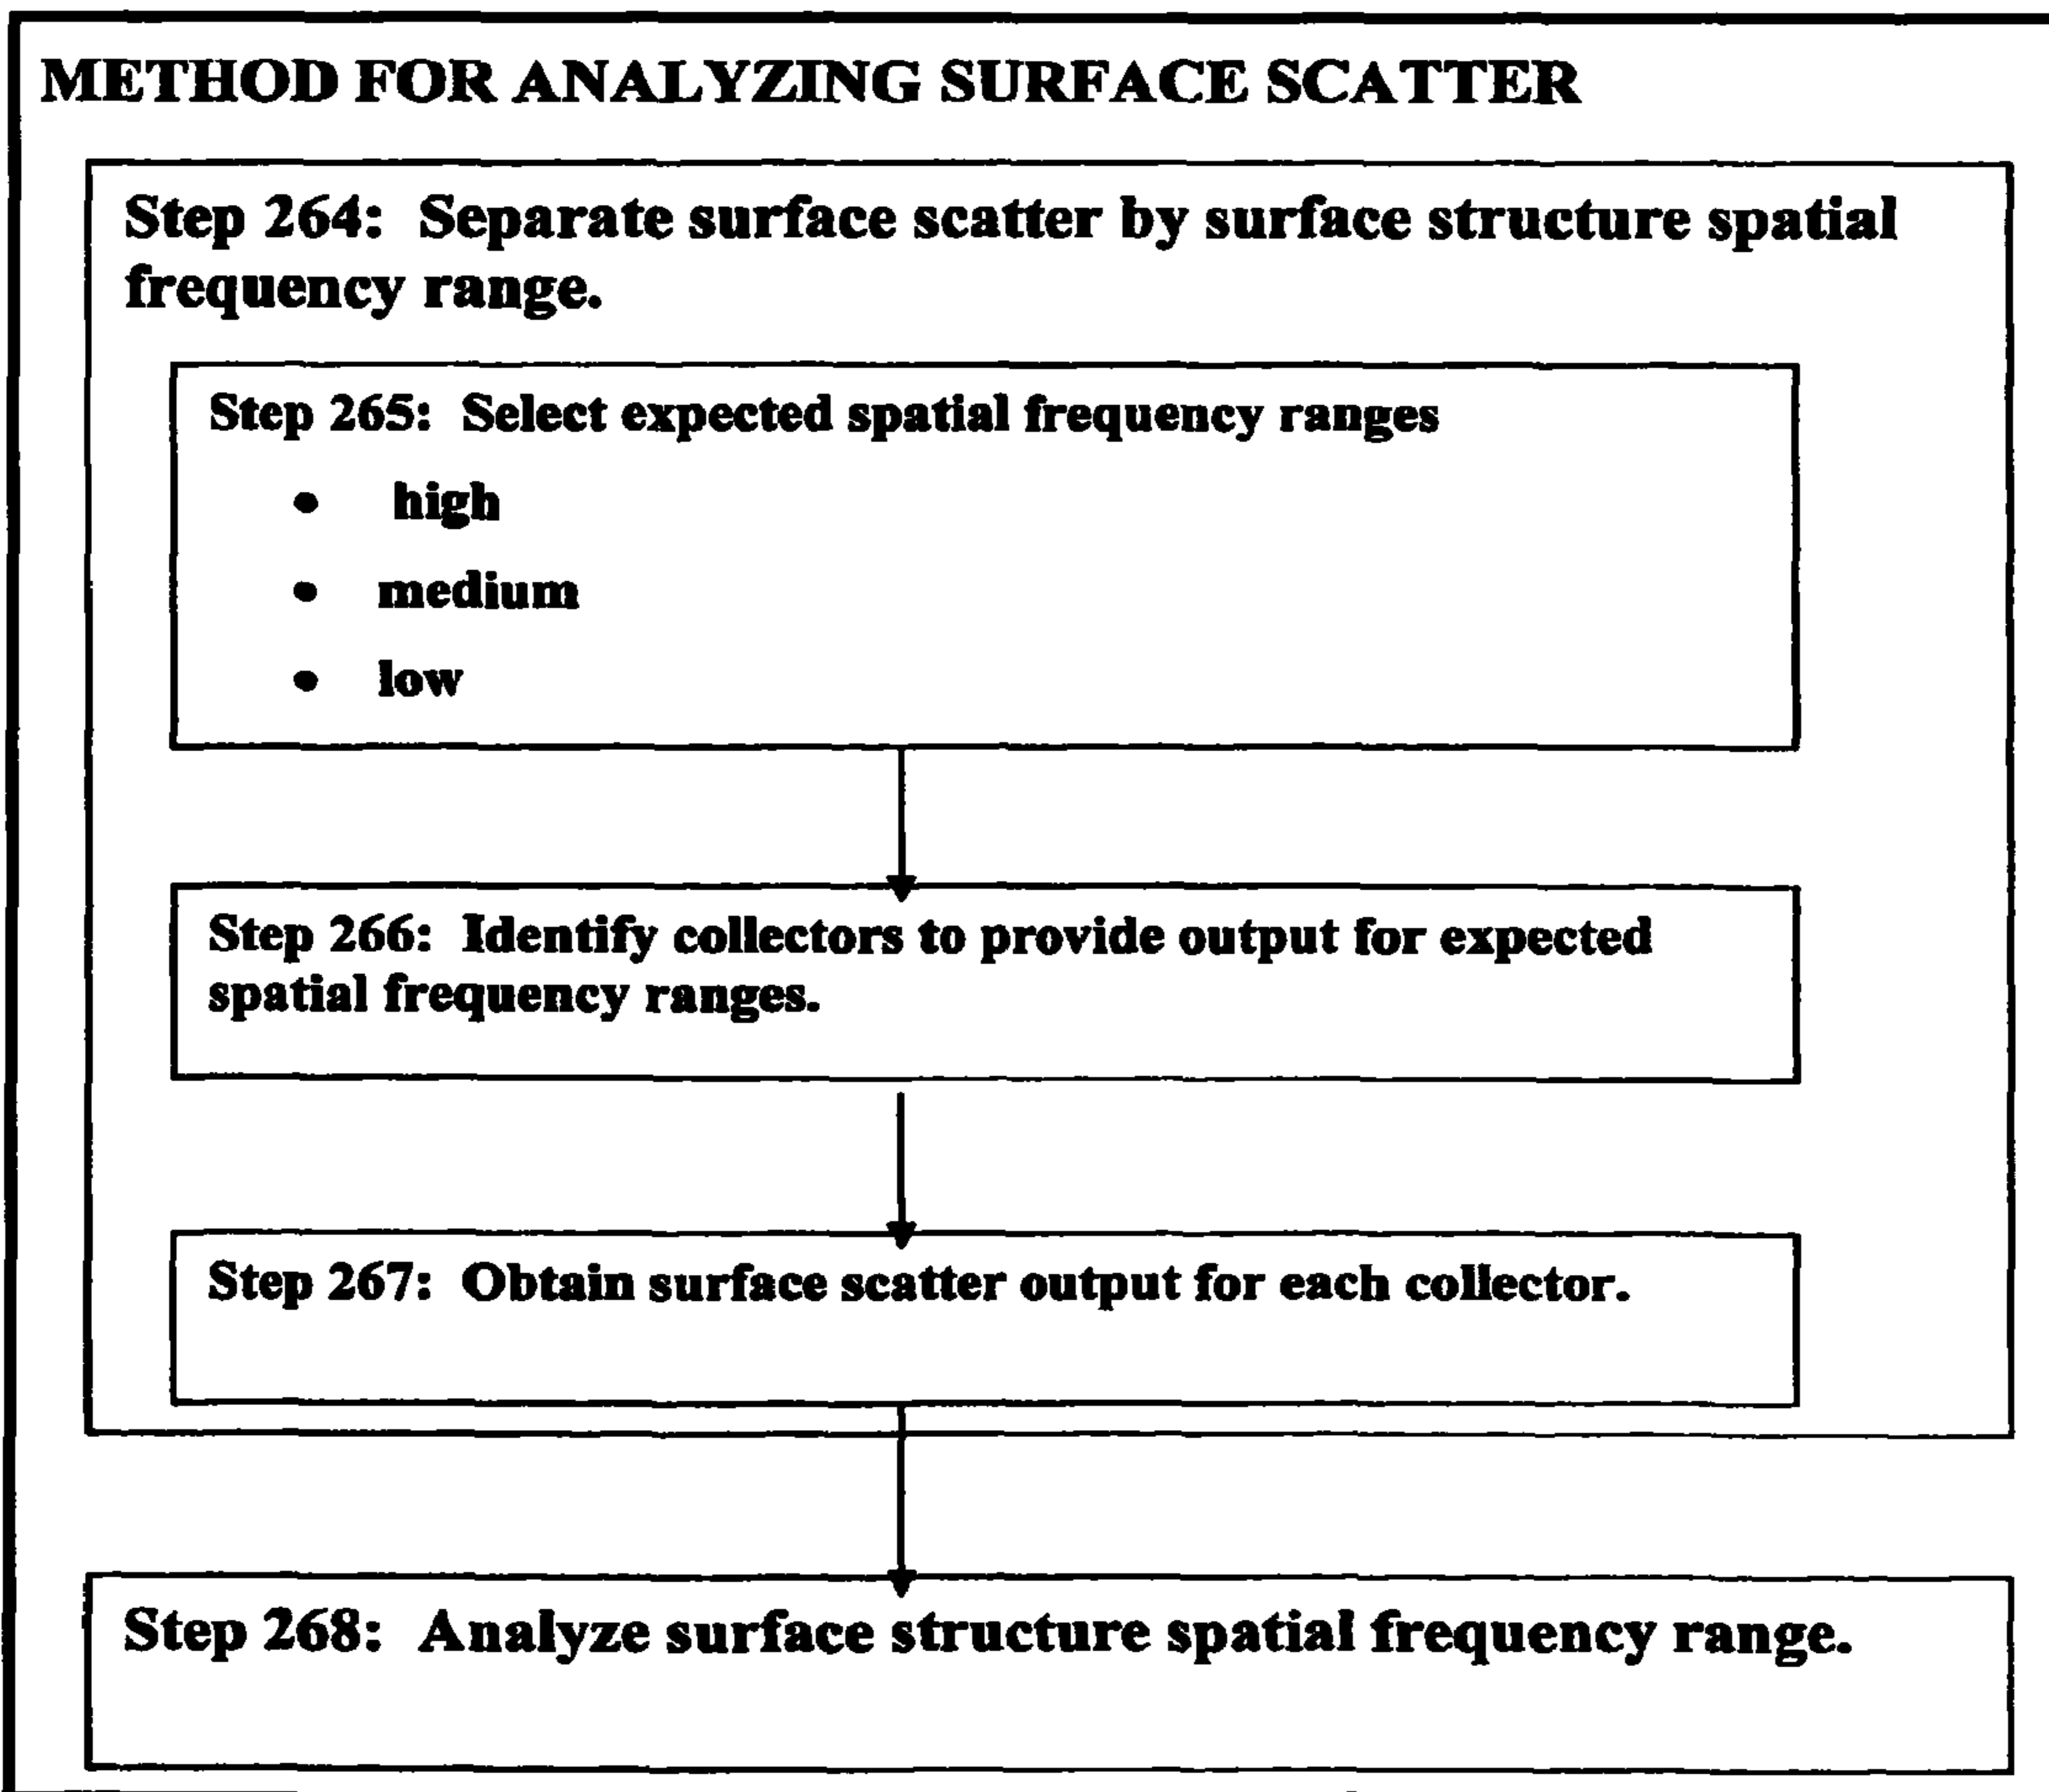 METHOD FOR ANALYZING SURFACE SCATTER
Step 264: Separate surface scatter by surface structure spatial
frequency range.
Step 265: Select expected spatial frequency ranges
• high
• medium
• low
Step 266: Identify collectors to provide output for expected
spatial frequency ranges.
Step 267: Obtain surface scatter output for each collector.
Step 268: Analyze surface structure spatial frequency range.